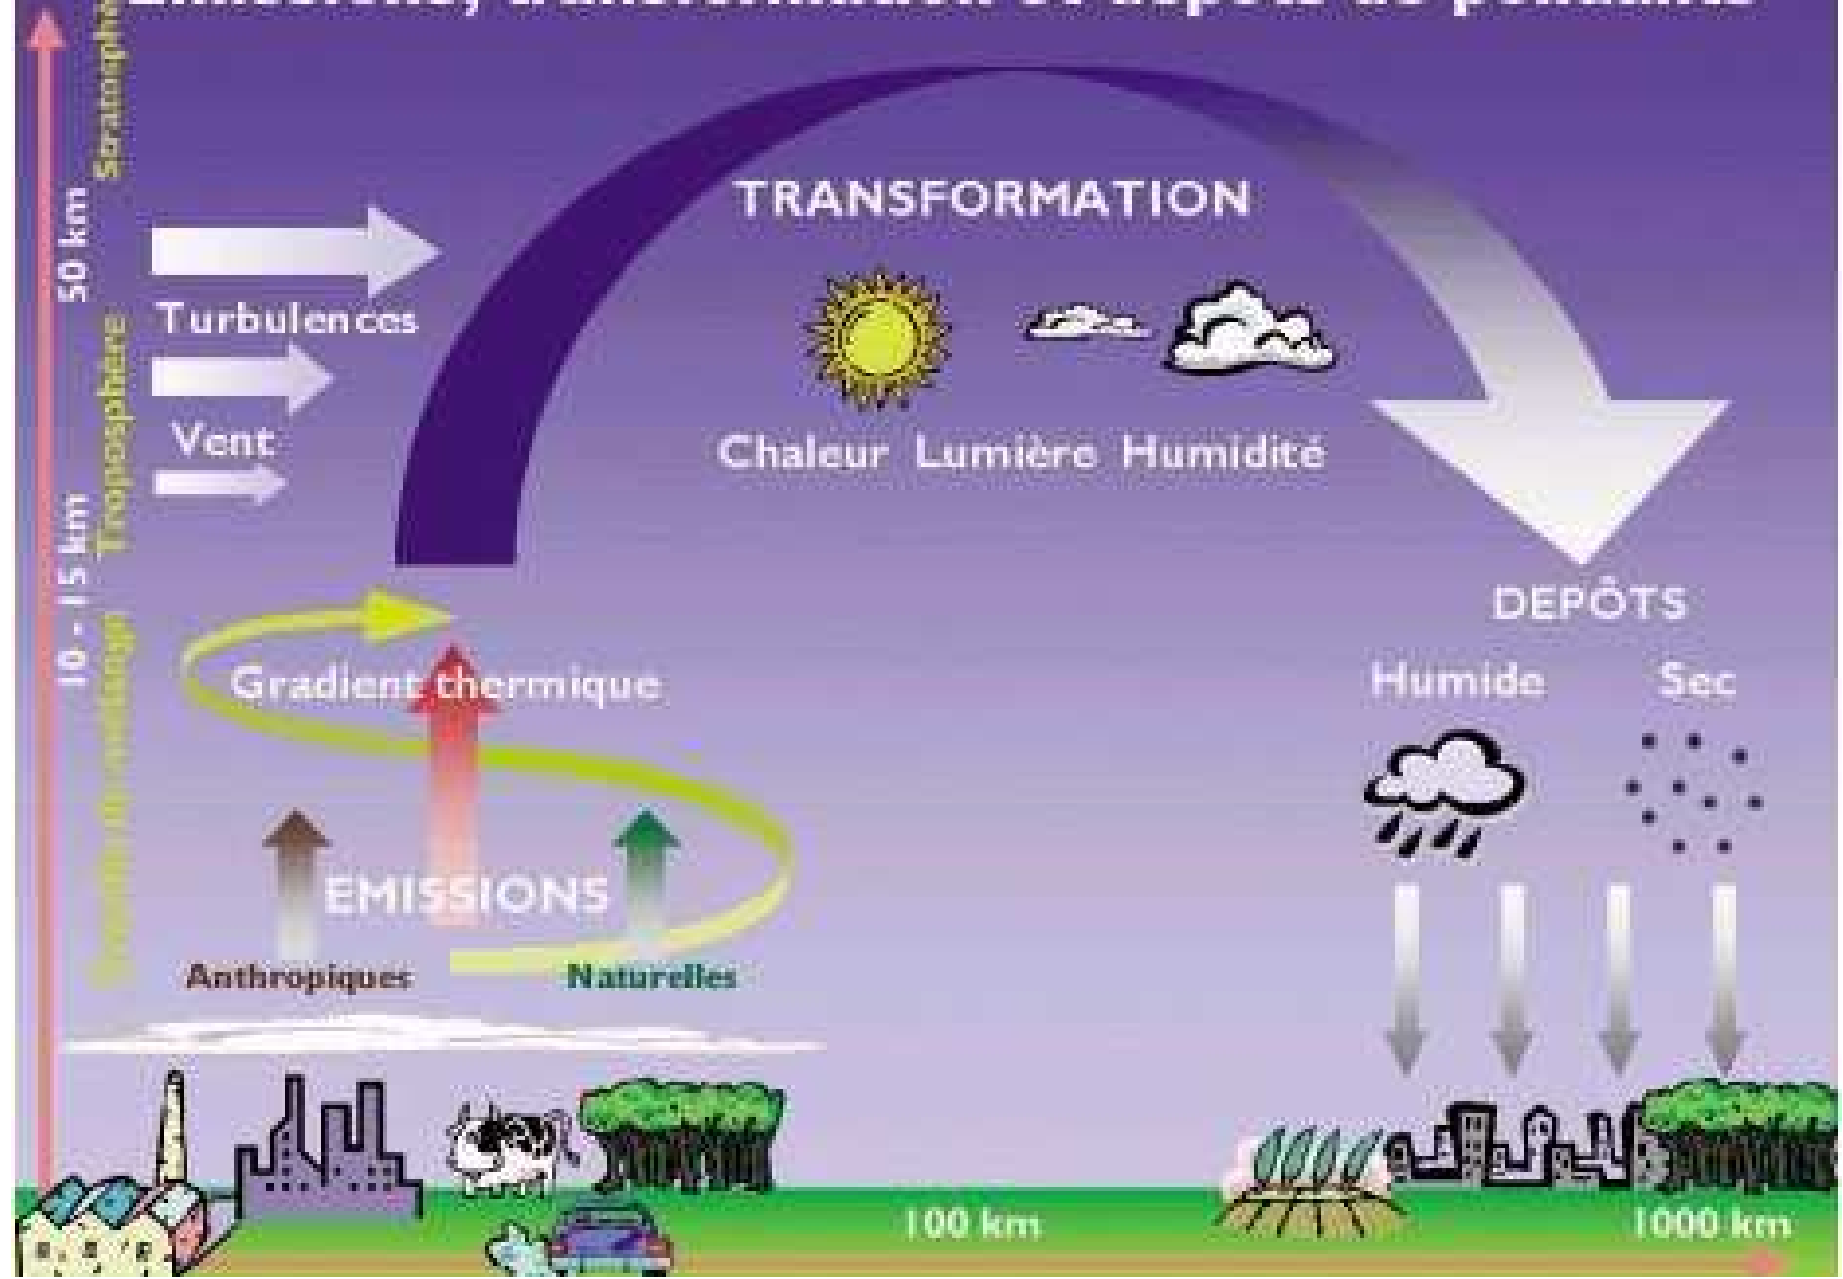 Stratosphère
50 km
Troposphère
10 - 15 km
TRANSFORMATION
Turbulences
Vent
Chaleur Lumière Humidité
DEPÔTS
Humide Sec
Gradient thermique
EMISSIONS
Anthropiques Naturelles
100 km
1000 km